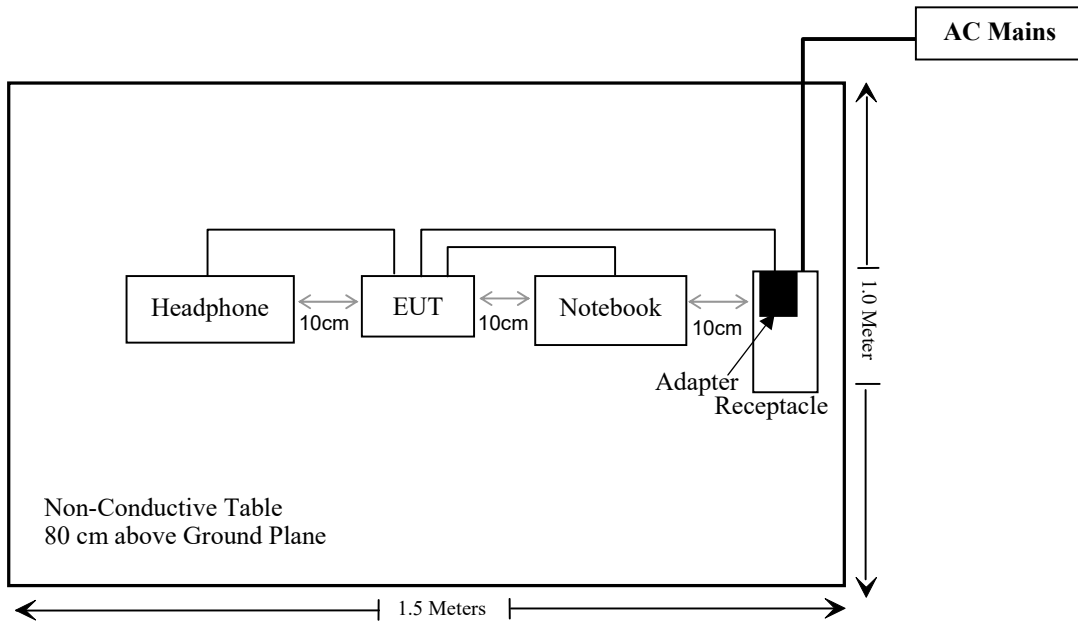 AC Mains
Headphone
EUT
Notebook
10cm
10cm
10cm
Adapter
Receptacle
1.0 Meter
Non-Conductive Table
80 cm above Ground Plane
1.5 Meters